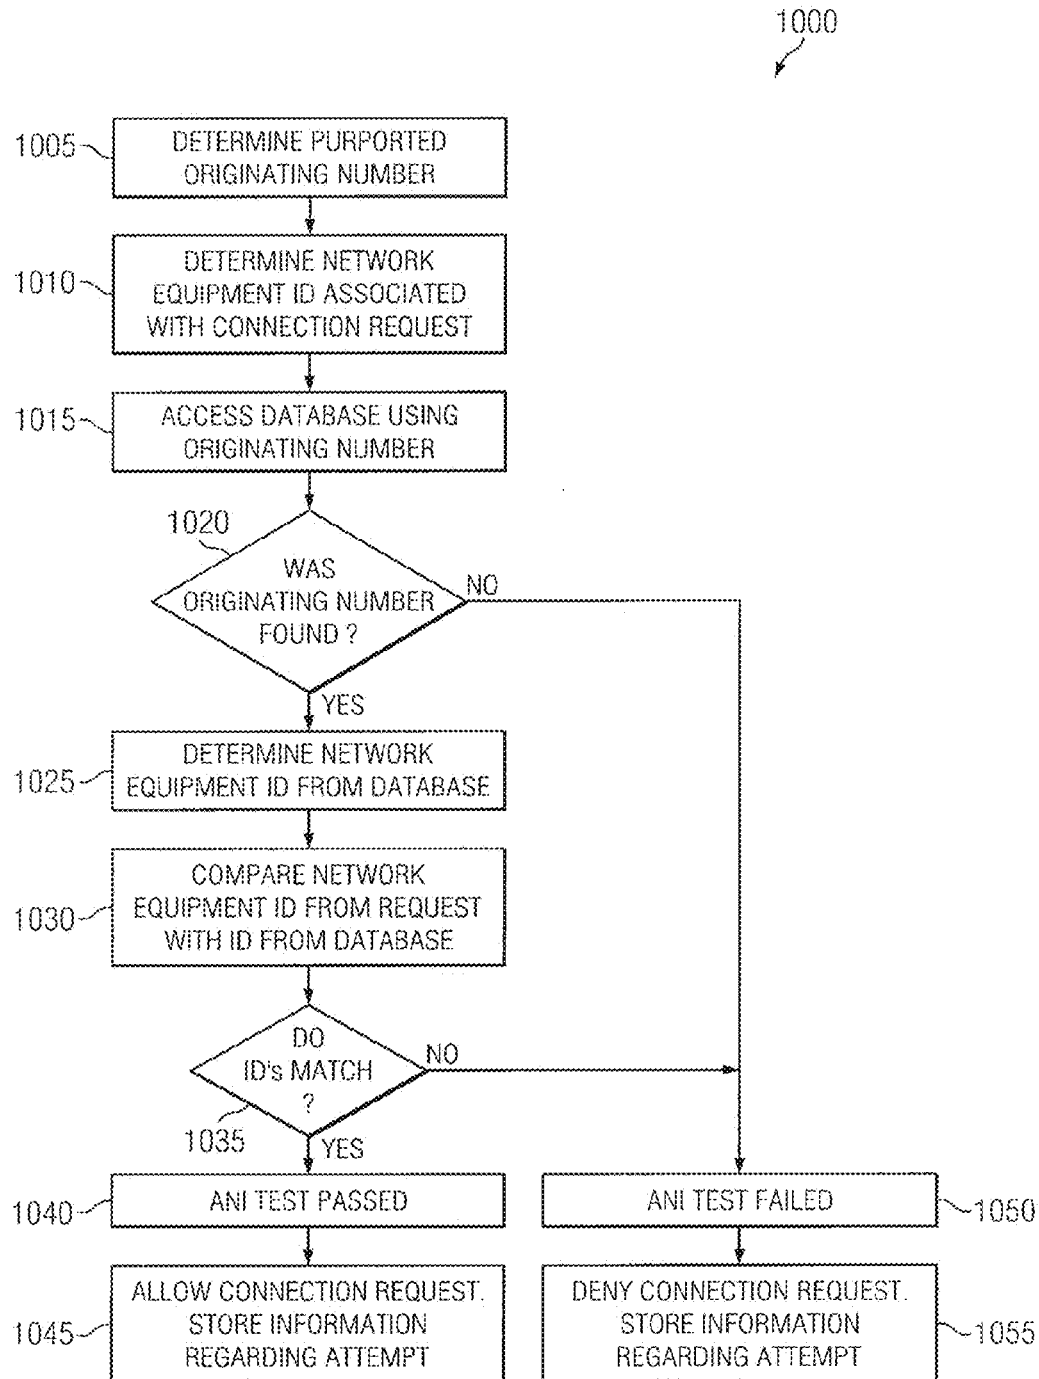 1000
1005
DETERMINE PURPORTED
ORIGINATING NUMBER
1010
DETERMINE NETWORK
EQUIPMENT ID ASSOCIATED
WITH CONNECTION REQUEST
1015
ACCESS DATABASE USING
ORIGINATING NUMBER
1020
WAS
ORIGINATING NUMBER
FOUND ?
NO
YES
1025
DETERMINE NETWORK
EQUIPMENT ID FROM DATABASE
1030
COMPARE NETWORK
EQUIPMENT ID FROM REQUEST
WITH ID FROM DATABASE
DO
ID's MATCH
?
NO
1035
YES
1040
ANI TEST PASSED
ANI TEST FAILED
1050
1045
ALLOW CONNECTION REQUEST.
STORE INFORMATION
REGARDING ATTEMPT
DENY CONNECTION REQUEST.
STORE INFORMATION
REGARDING ATTEMPT
1055